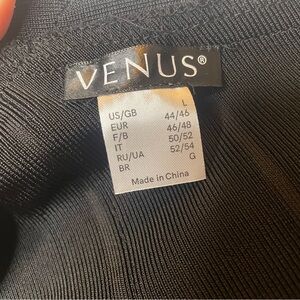 VENUS®
US/GB L
EUR 44/46
F/B 46/48
IT 50/52
RU/UA 52/54
BR G
Made in China